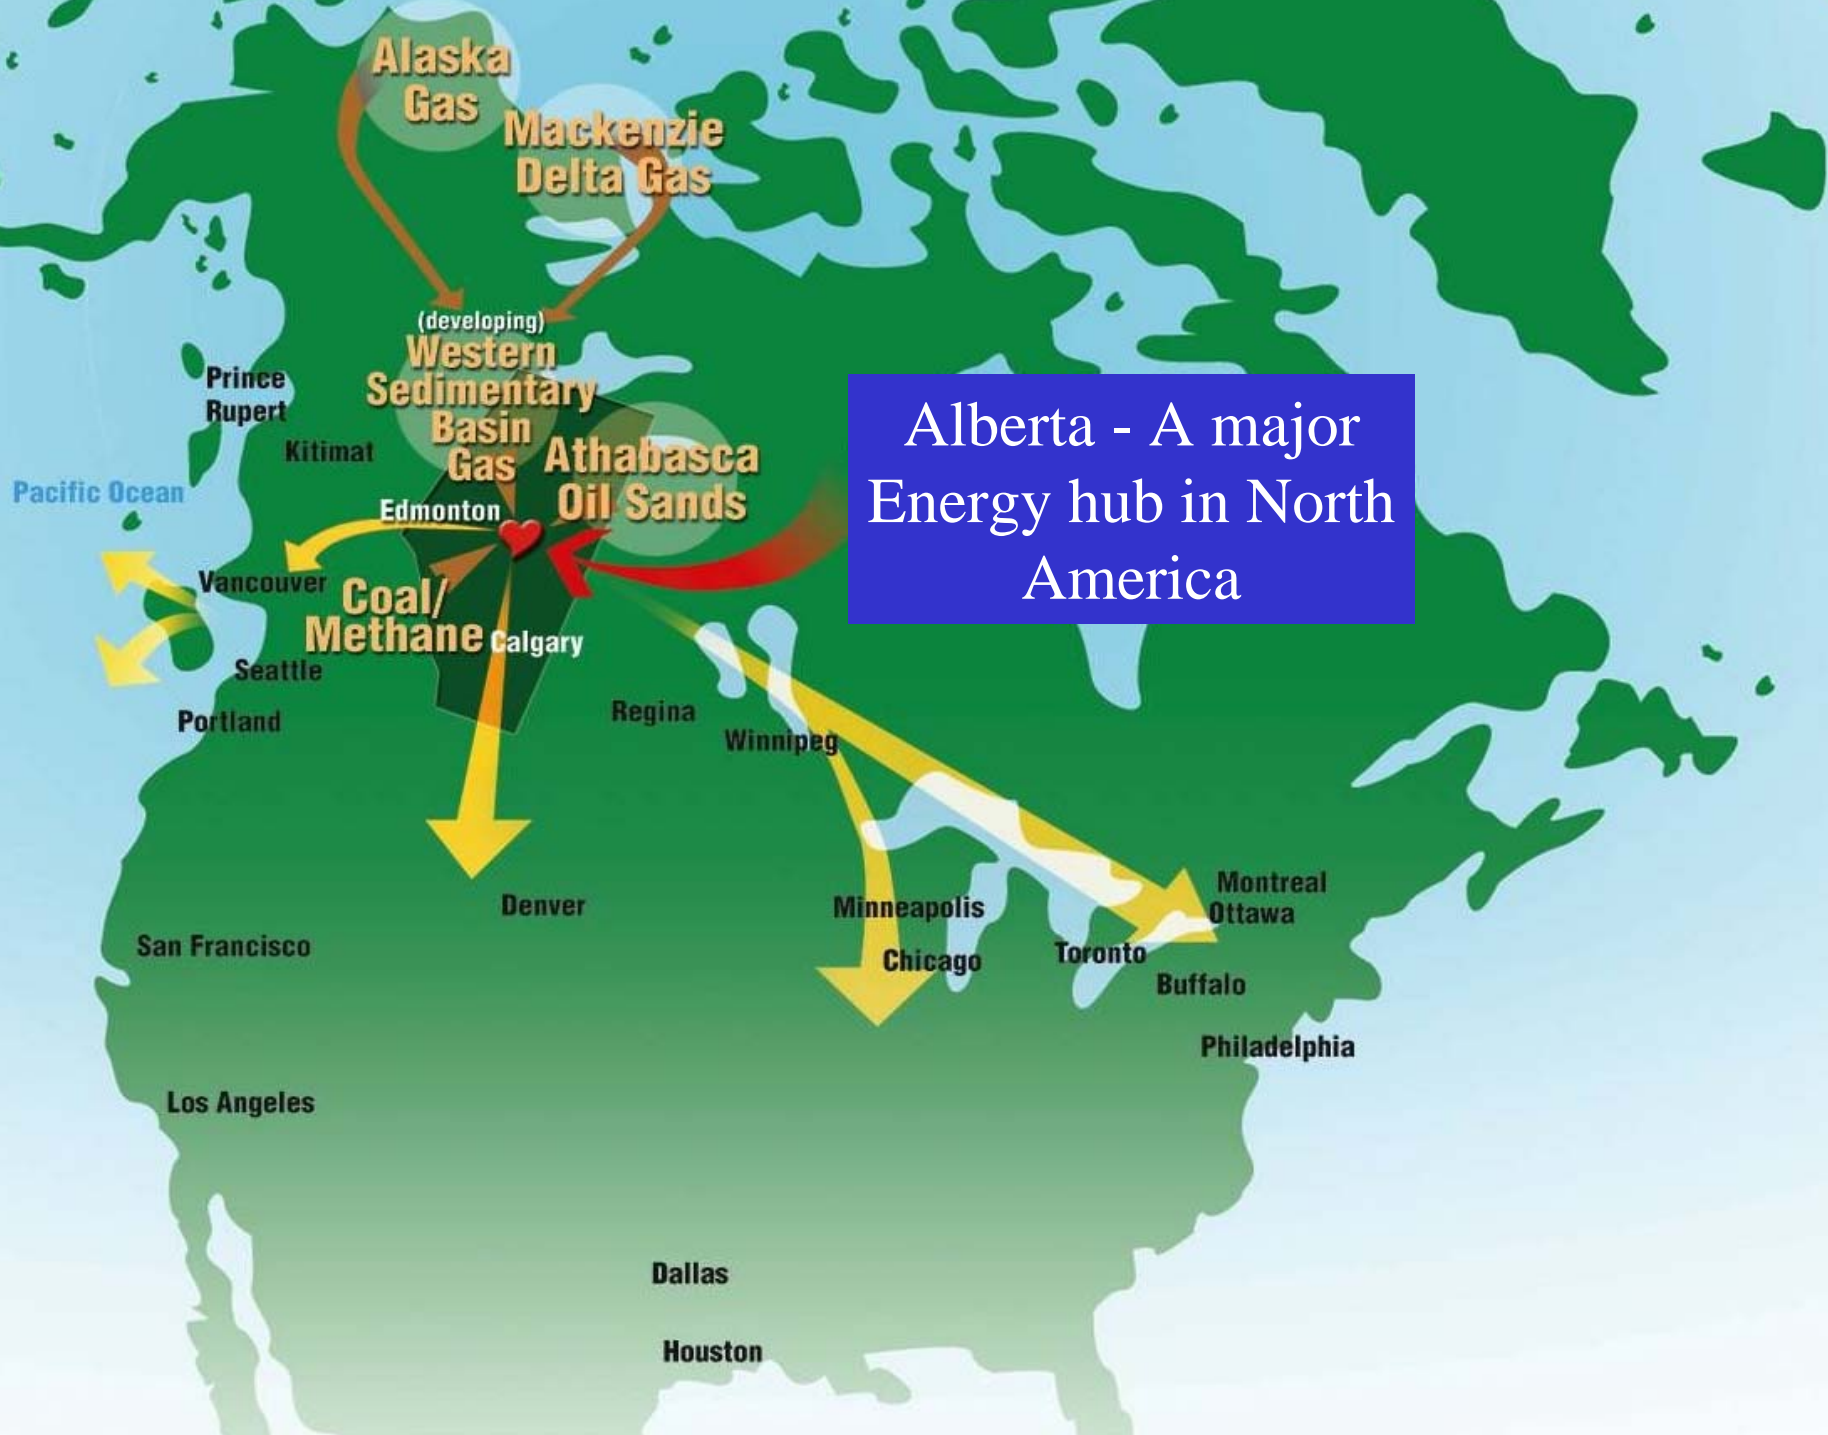 Alaska
Gas
Mackenzie
Delta Gas
(developing)
Western
Sedimentary
Basin
Gas
Athabasca
Oil Sands
Alberta - A major
Energy hub in North
America
Prince
Rupert
Kitimat
Pacific Ocean
Edmonton
Vancouver
Coal/
Methane
Calgary
Seattle
Portland
Regina
Winnipeg
Denver
Minneapolis
Montreal
Ottawa
San Francisco
Chicago
Toronto
Buffalo
Philadelphia
Los Angeles
Dallas
Houston